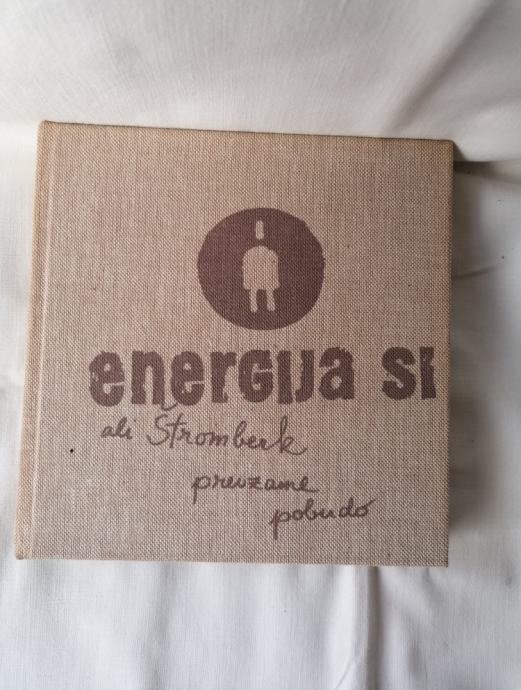 energija si
ali Štromberk
prevzame
pobudo